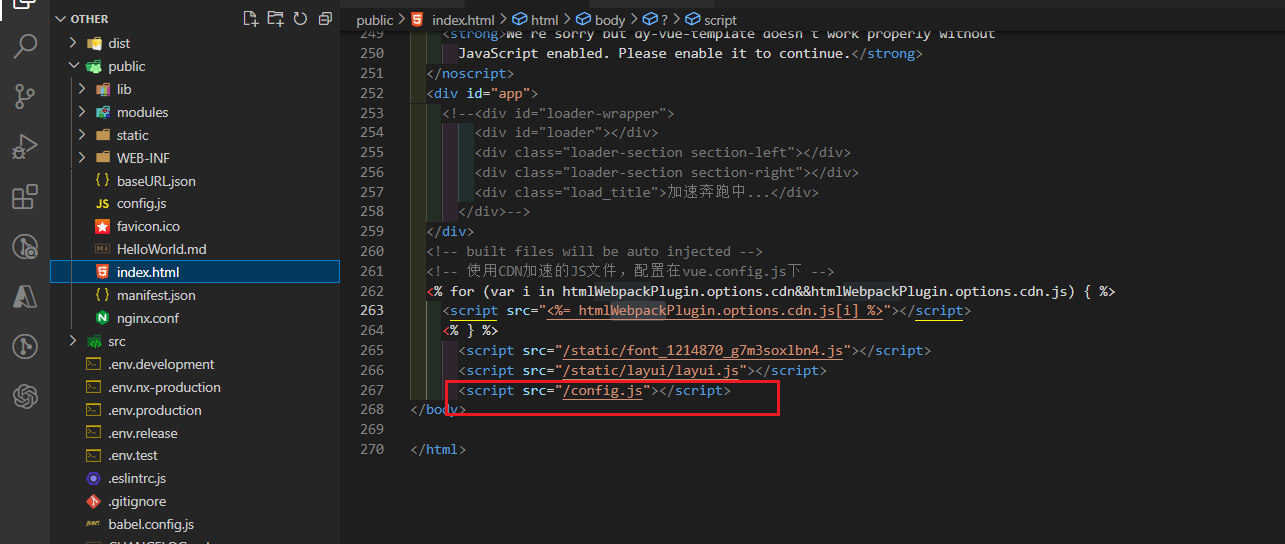 OTHER
dist
public
lib
modules
static
WEB-INF
baseURL.json
config.js
favicon.ico
HelloWorld.md
index.html
manifest.json
nginx.conf
src
.env.development
.env.nx-production
.env.production
.env.release
.env.test
.eslintrc.js
.gitignore
babel.config.js
public > index.html > html > body > ? > script
249 <strong>We're sorry but dy-vue-template doesn't work properly without
250 JavaScript enabled. Please enable it to continue.</strong>
251 </noscript>
252 <div id="app">
253 <!--<div id="loader-wrapper">
254 <div id="loader"></div>
255 <div class="loader-section section-left"></div>
256 <div class="loader-section section-right"></div>
257 <div class="load_title">加速奔跑中...</div>
258 </div>-->
259 </div>
260 <!-- built files will be auto injected -->
261 <!-- 使用CDN加速的JS文件，配置在vue.config.js下 -->
262 <% for (var i in htmlWebpackPlugin.options.cdn&&htmlWebpackPlugin.options.cdn.js) { %>
263 <script src="<%= htmlWebpackPlugin.options.cdn.js[i] %>"></script>
264 <% } %>
265 <script src="/static/font_1214870_g7m3soxlbn4.js"></script>
266 <script src="/static/layui/layui.js"></script>
267 <script src="/config.js"></script>
268 </body>
269
270 </html>